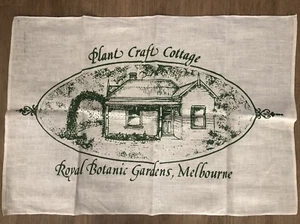 Plant Craft Cottage
Royal Botanic Gardens, Melbourne